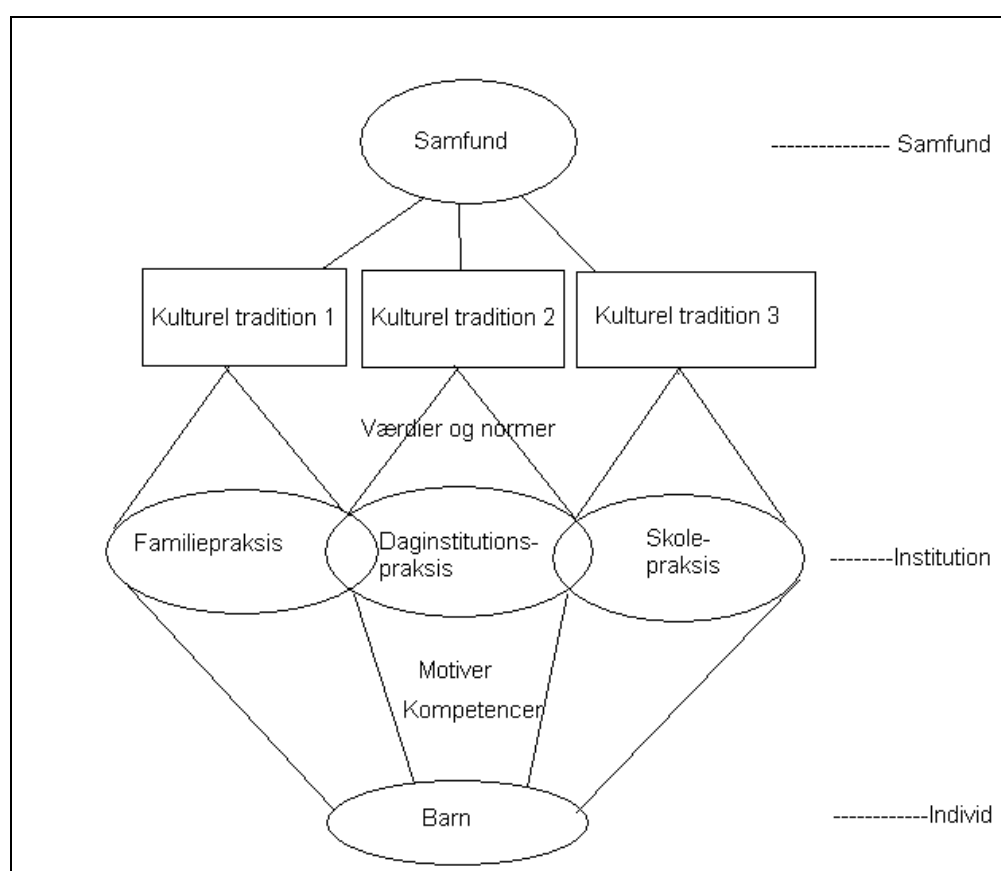 Samfund
--------------- Samfund
Kulturel tradition 1
Kulturel tradition 2
Kulturel tradition 3
Værdier og normer
Familiepraksis
Daginstitutions-
praksis
Skole-
praksis
--------Institution
Motiver
Kompetencer
Barn
------------Individ